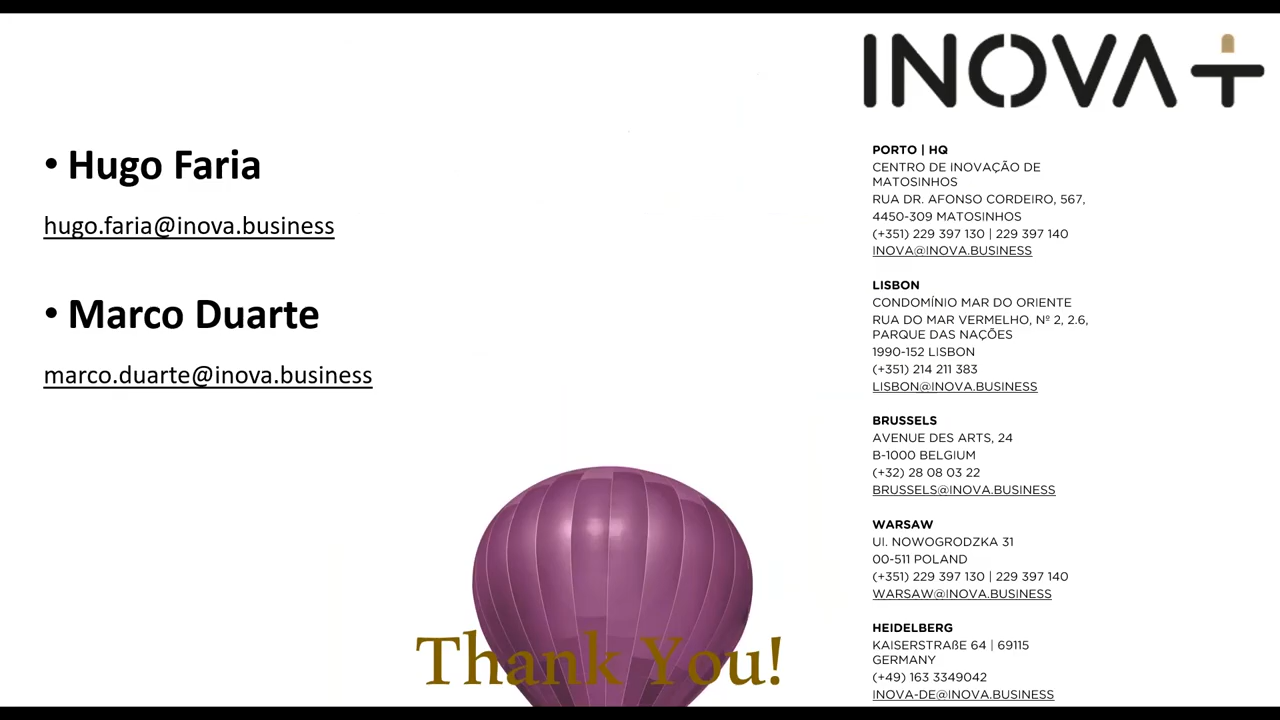 INOVA+
• Hugo Faria
hugo.faria@inova.business
• Marco Duarte
marco.duarte@inova.business
PORTO | HQ
CENTRO DE INOVAÇÃO DE
MATOSINHOS
RUA DR. AFONSO CORDEIRO, 567,
4450-309 MATOSINHOS
(+351) 229 397 130 | 229 397 140
INOVA@INOVA.BUSINESS
LISBON
CONDOMÍNIO MAR DO ORIENTE
RUA DO MAR VERMELHO, Nº 2, 2.6,
PARQUE DAS NAÇÕES
1990-152 LISBON
(+351) 214 211 383
LISBON@INOVA.BUSINESS
BRUSSELS
AVENUE DES ARTS, 24
B-1000 BELGIUM
(+32) 28 08 03 22
BRUSSELS@INOVA.BUSINESS
WARSAW
Ul. NOWOGRODZKA 31
00-511 POLAND
(+351) 229 397 130 | 229 397 140
WARSAW@INOVA.BUSINESS
HEIDELBERG
KAISERSTRAßE 64 | 69115
GERMANY
(+49) 163 3349042
INOVA-DE@INOVA.BUSINESS
Thank You!